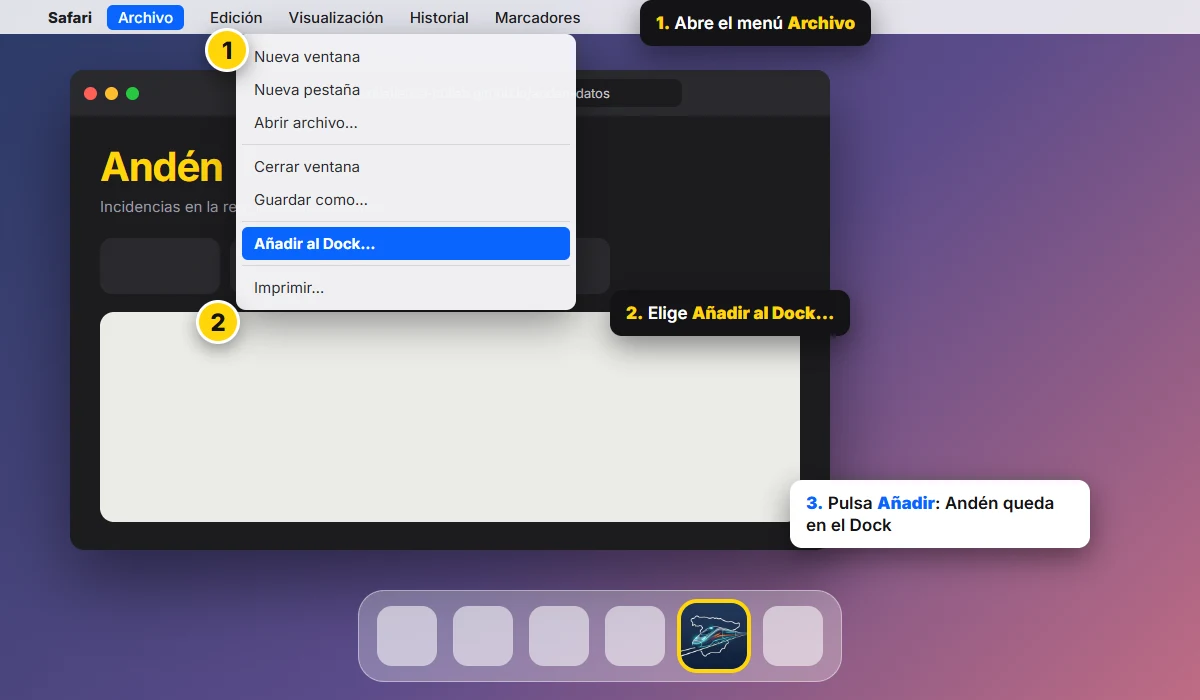 Safari Archivo Edición Visualización Historial Marcadores
1. Abre el menú Archivo
1
Nueva ventana
Nueva pestaña
datos
Abrir archivo...
Cerrar ventana
Guardar como...
Añadir al Dock...
Imprimir...
Andén
Incidencias en la re
2
2. Elige Añadir al Dock...
3. Pulsa Añadir: Andén queda
en el Dock